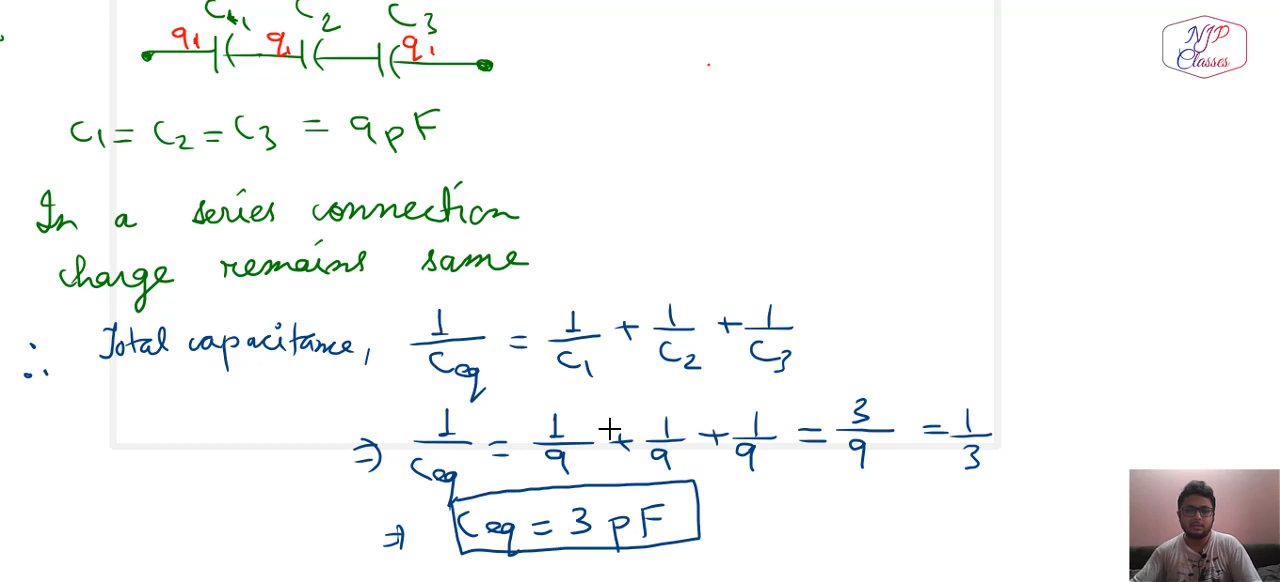 C1 C2 C3
q1 q1 q1
NJP
Classes
C1 = C2 = C3 = 9pF
In a series connection
charge remains same
∴ Total capacitance, 1/Ceq = 1/C1 + 1/C2 + 1/C3
⇒ 1/Ceq = 1/9 + 1/9 + 1/9 = 3/9 = 1/3
⇒ Ceq = 3 pF